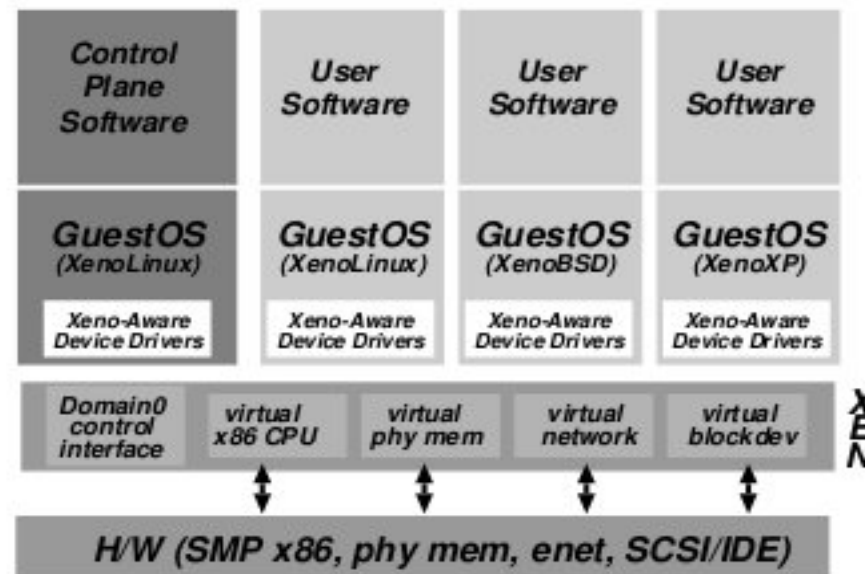 Control
Plane
Software
User
Software
User
Software
User
Software
GuestOS
(XenoLinux)
Xeno-Aware
Device Drivers
GuestOS
(XenoLinux)
Xeno-Aware
Device Drivers
GuestOS
(XenoBSD)
Xeno-Aware
Device Drivers
GuestOS
(XenoXP)
Xeno-Aware
Device Drivers
Domain0
control
interface
virtual
x86 CPU
virtual
phy mem
virtual
network
virtual
blockdev
X
E
N
H/W (SMP x86, phy mem, enet, SCSI/IDE)